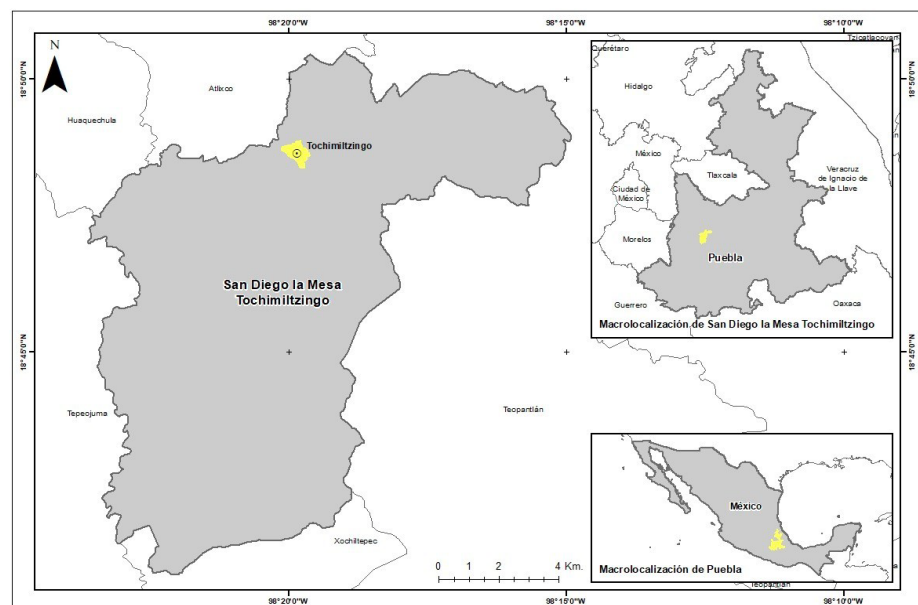 98°20'0"W
98°15'0"W
98°10'0"W
N
18°50'0"N
18°50'0"N
Atlixco
Huaquechula
Tochimiltzingo
San Diego la Mesa
Tochimiltzingo
Tepeojuma
Teopantlán
Xochiltepec
18°45'0"N
18°45'0"N
0 1 2 4 Km.
Tzicatlacoyan
Querétaro
Hidalgo
México
Tlaxcala
Veracruz
de Ignacio de
la Llave
Ciudad de
México
Morelos
Puebla
Guerrero
Oaxaca
Macrolocalización de San Diego la Mesa Tochimiltzingo
México
Macrolocalización de Puebla
Teopantlán
98°20'0"W
98°15'0"W
98°10'0"W